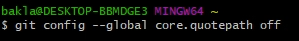 bakla@DESKTOP-BBMDGE3 MINGW64 ~
$ git config --global core.quotepath off